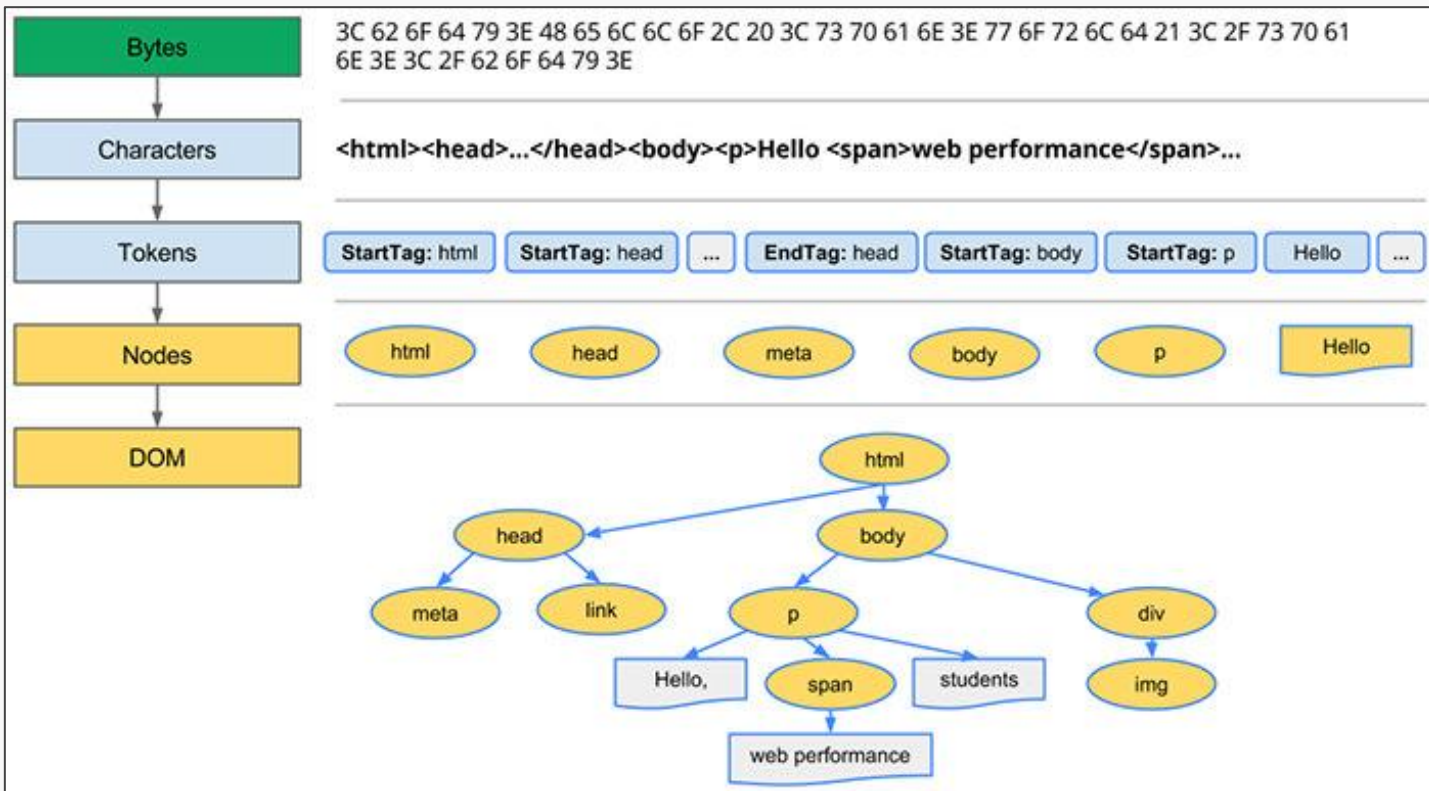 Bytes
3C 62 6F 64 79 3E 48 65 6C 6C 6F 2C 20 3C 73 70 61 6E 3E 77 6F 72 6C 64 21 3C 2F 73 70 61
6E 3E 3C 2F 62 6F 64 79 3E
Characters
<html><head>...</head><body><p>Hello <span>web performance</span>...
Tokens
StartTag: html
StartTag: head
...
EndTag: head
StartTag: body
StartTag: p
Hello
...
Nodes
html
head
meta
body
p
Hello
DOM
html
head
body
meta
link
p
div
Hello,
span
students
img
web performance